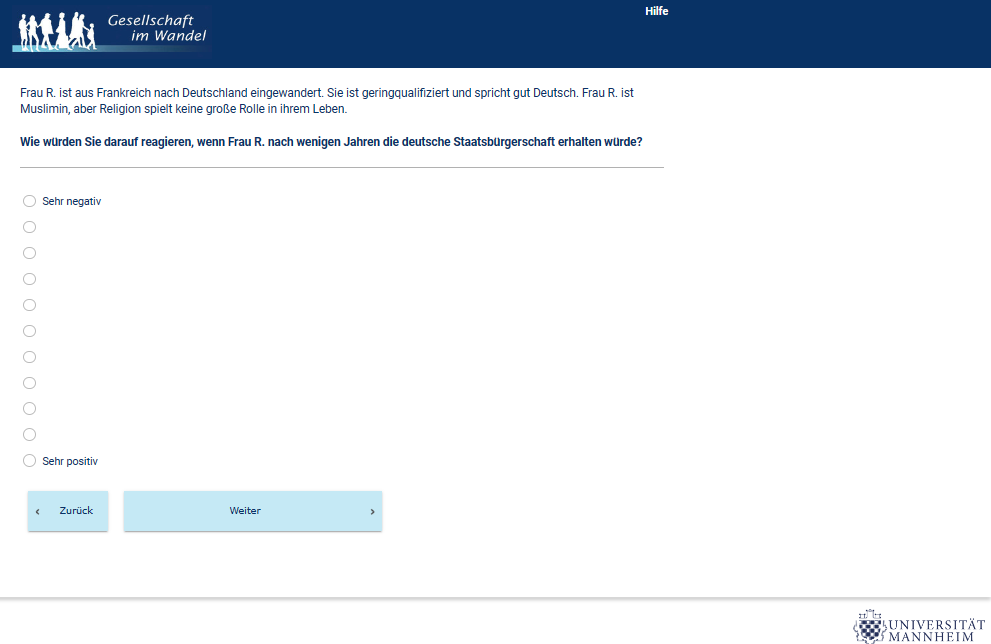 Gesellschaft
im Wandel
Hilfe
Frau R. ist aus Frankreich nach Deutschland eingewandert. Sie ist geringqualifiziert und spricht gut Deutsch. Frau R. ist
Muslimin, aber Religion spielt keine große Rolle in ihrem Leben.
Wie würden Sie darauf reagieren, wenn Frau R. nach wenigen Jahren die deutsche Staatsbürgerschaft erhalten würde?
Sehr negativ
Sehr positiv
‹ Zurück
Weiter ›
UNIVERSITÄT
MANNHEIM